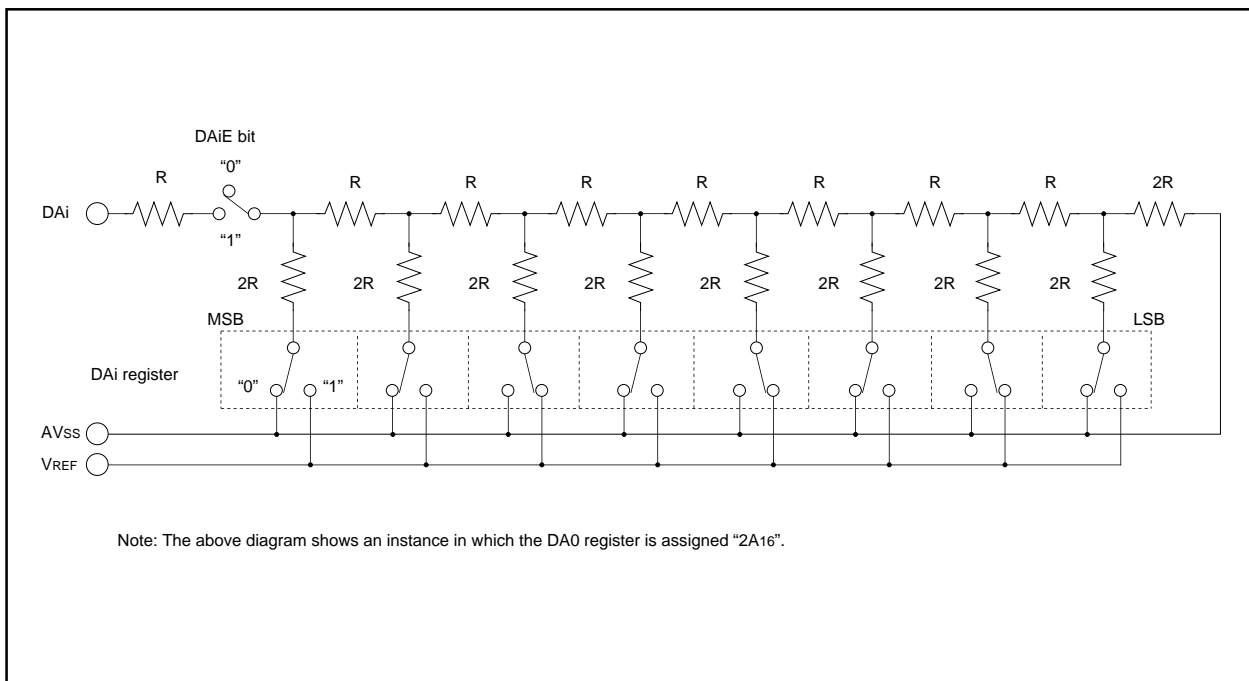 DAiE bit
“0”
R R R R R R R R 2R
DAi
“1”
2R 2R 2R 2R 2R 2R 2R 2R
MSB LSB
DAi register “0” “1”
AVSS
VREF
Note: The above diagram shows an instance in which the DA0 register is assigned “2A16”.